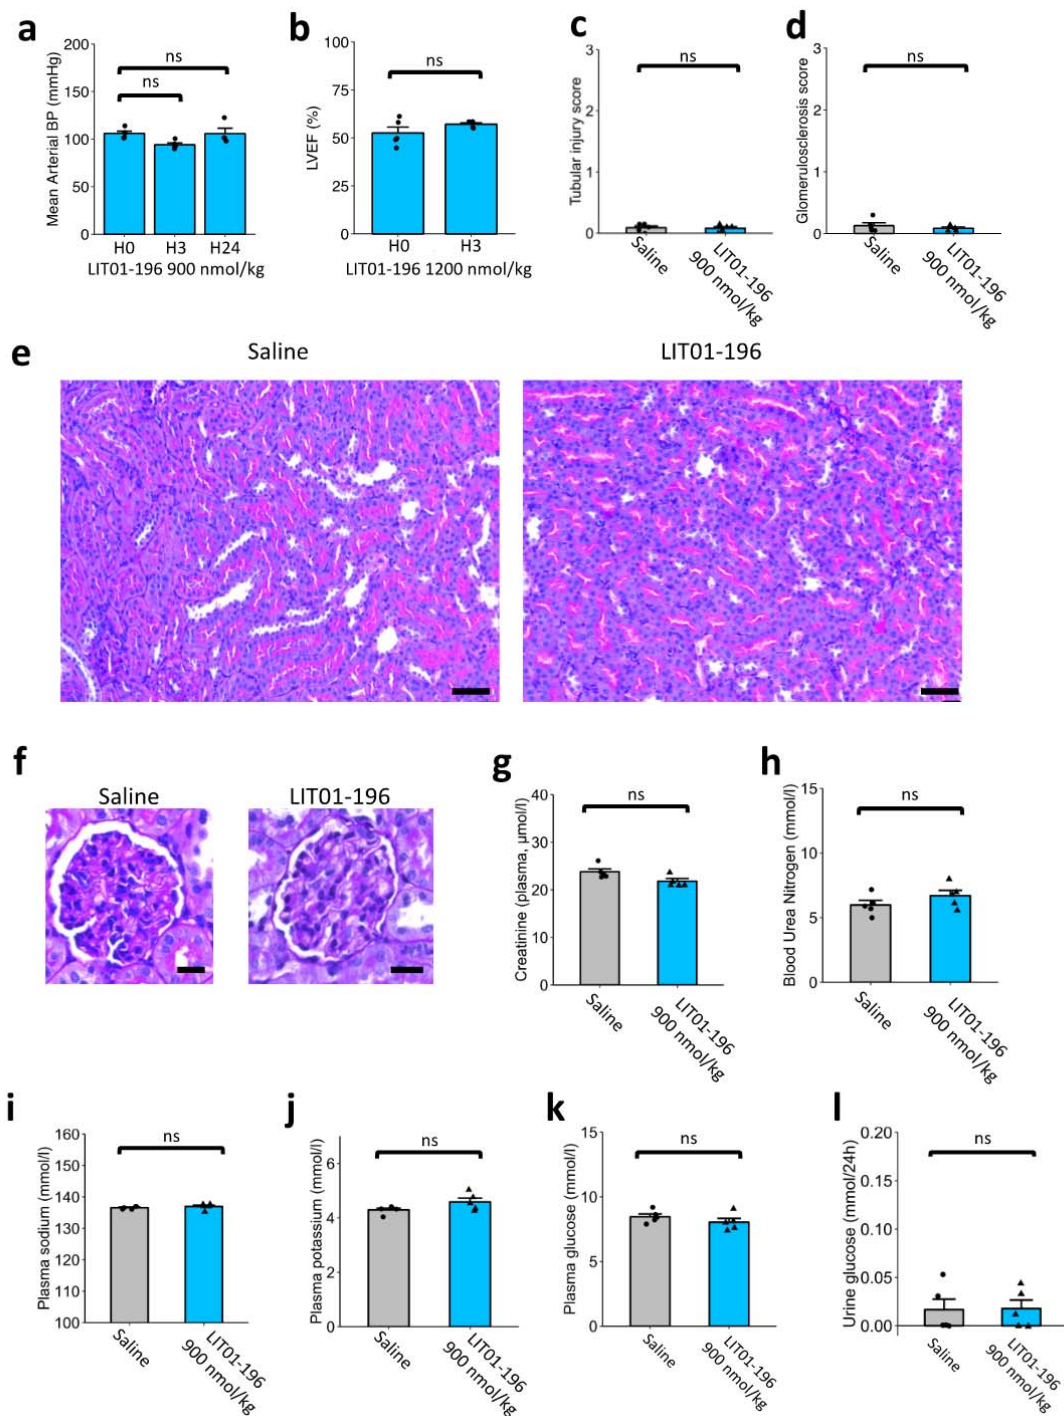 a
Mean Arterial BP (mmHg)
200
150
100
50
0
ns
ns
H0 H3 H24
LIT01-196 900 nmol/kg
b
LVEF (%)
100
75
50
25
0
ns
H0 H3
LIT01-196 1200 nmol/kg
c
Tubular injury score
3
2
1
0
ns
Saline
LIT01-196
900 nmol/kg
d
Glomerulosclerosis score
3
2
1
0
ns
Saline
LIT01-196
900 nmol/kg
e
Saline
LIT01-196
f
Saline
LIT01-196
g
Creatinine (plasma, µmol/l)
40
30
20
10
0
ns
Saline
LIT01-196
900 nmol/kg
h
Blood Urea Nitrogen (mmol/l)
15
10
5
0
ns
Saline
LIT01-196
900 nmol/kg
i
Plasma sodium (mmol/l)
160
150
140
130
120
110
100
ns
Saline
LIT01-196
900 nmol/kg
j
Plasma potassium (mmol/l)
6
4
2
0
ns
Saline
LIT01-196
900 nmol/kg
k
Plasma glucose (mmol/l)
15
10
5
0
ns
Saline
LIT01-196
900 nmol/kg
l
Urine glucose (mmol/24h)
0.20
0.15
0.10
0.05
0.00
ns
Saline
LIT01-196
900 nmol/kg